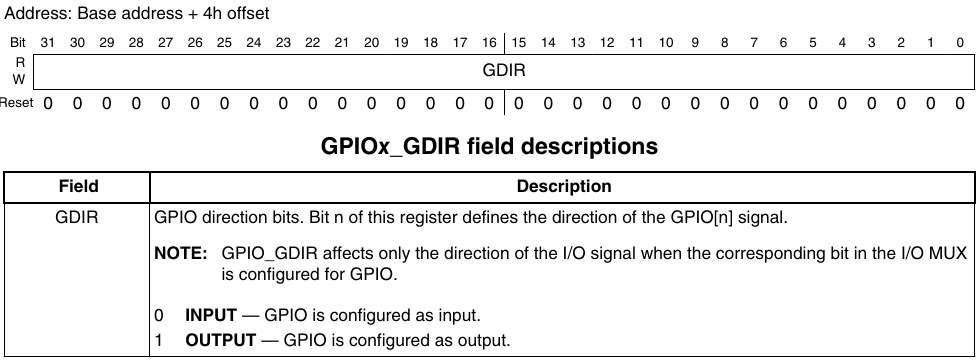 Address: Base address + 4h offset
Bit 31 30 29 28 27 26 25 24 23 22 21 20 19 18 17 16 15 14 13 12 11 10 9 8 7 6 5 4 3 2 1 0
R
GDIR
W
Reset 0 0 0 0 0 0 0 0 0 0 0 0 0 0 0 0 0 0 0 0 0 0 0 0 0 0 0 0 0 0 0 0
GPIOx_GDIR field descriptions
Field Description
GDIR GPIO direction bits. Bit n of this register defines the direction of the GPIO[n] signal.
NOTE: GPIO_GDIR affects only the direction of the I/O signal when the corresponding bit in the I/O MUX
is configured for GPIO.
0 INPUT — GPIO is configured as input.
1 OUTPUT — GPIO is configured as output.